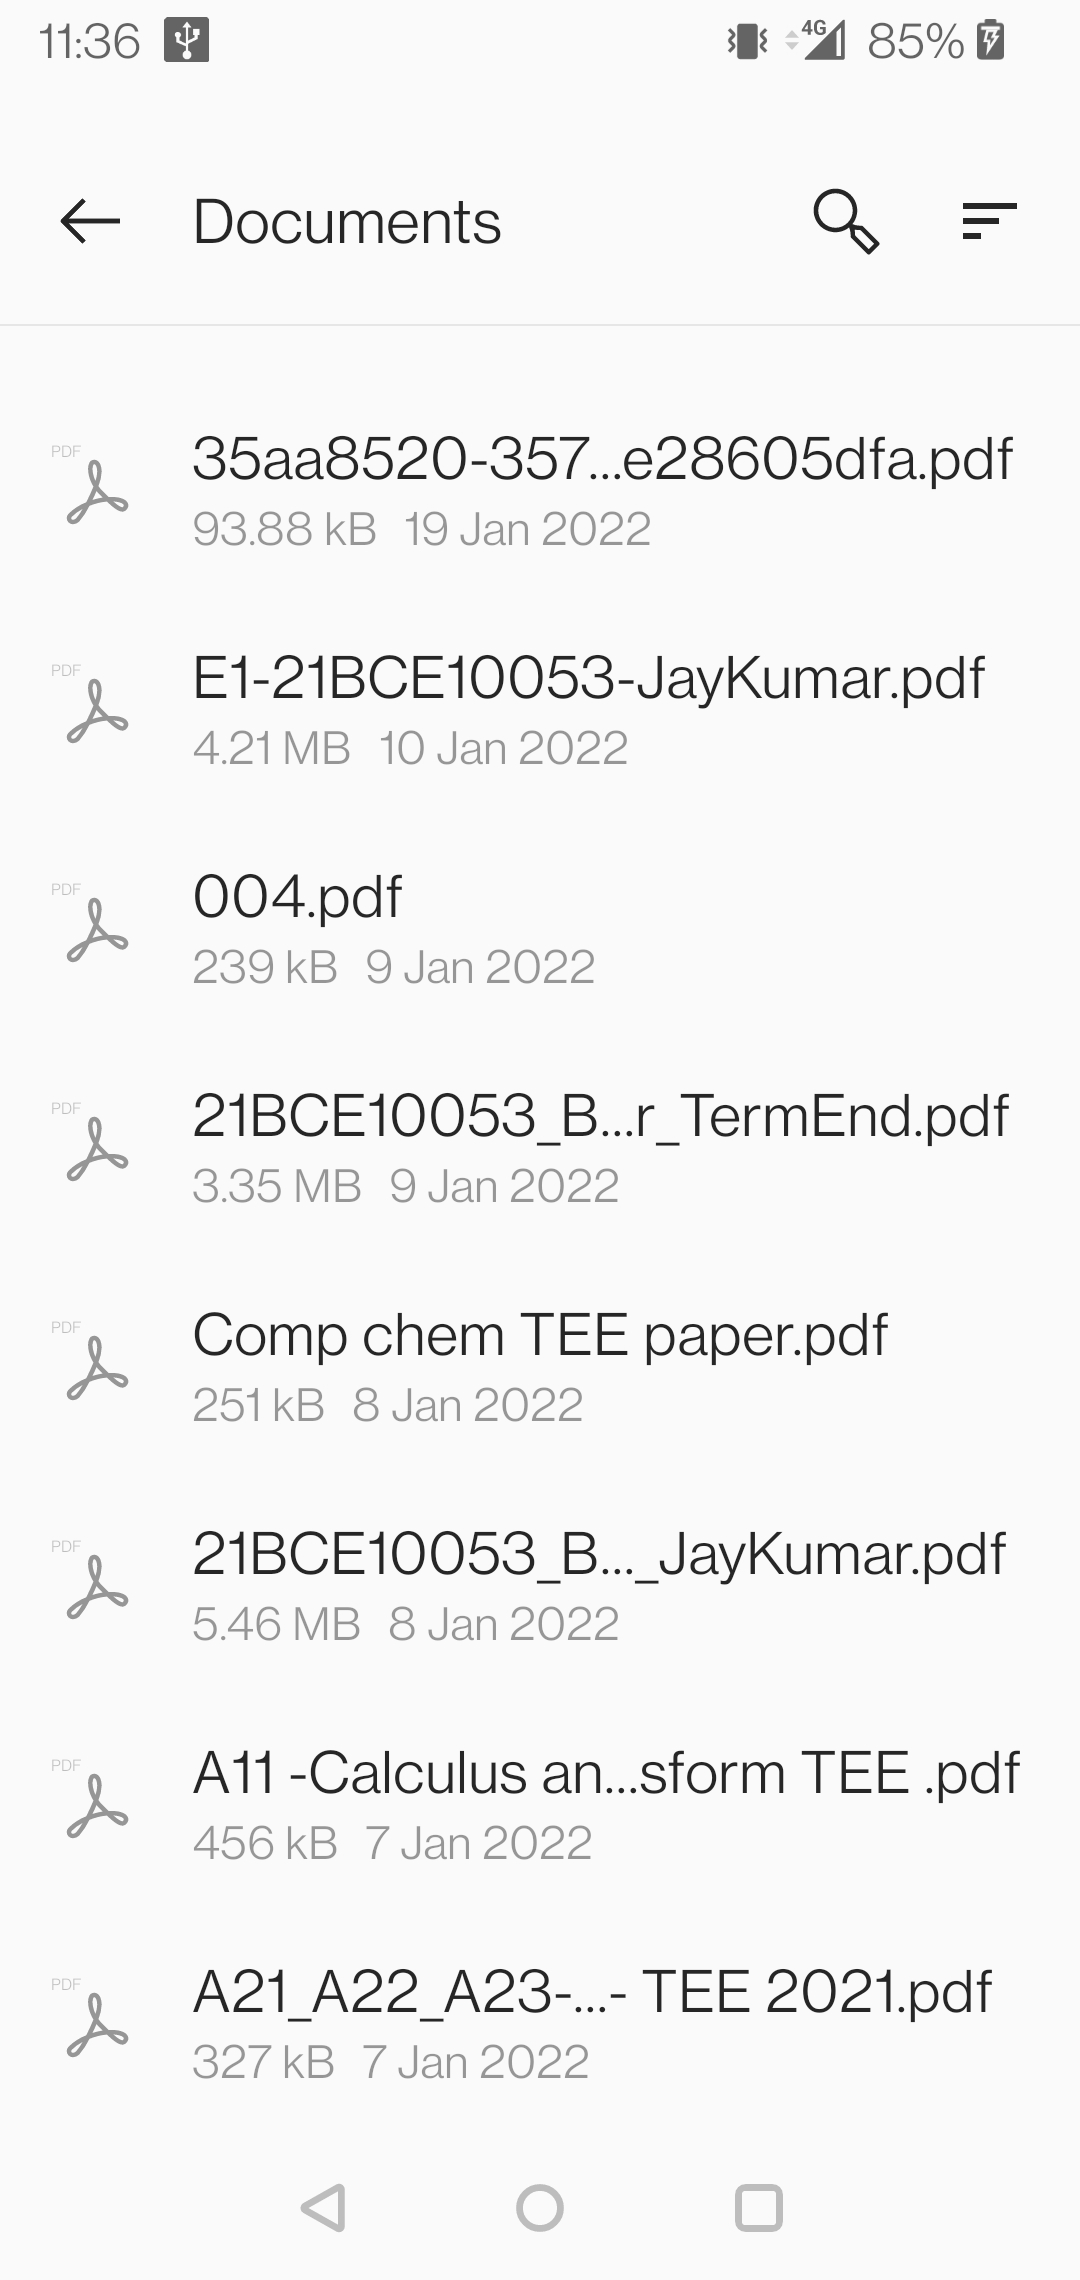 11:36 4G 85%
Documents
PDF
35aa8520-357...e28605dfa.pdf
93.88 kB 19 Jan 2022
PDF
E1-21BCE10053-JayKumar.pdf
4.21 MB 10 Jan 2022
PDF
004.pdf
239 kB 9 Jan 2022
PDF
21BCE10053_B...r_TermEnd.pdf
3.35 MB 9 Jan 2022
PDF
Comp chem TEE paper.pdf
251 kB 8 Jan 2022
PDF
21BCE10053_B..._JayKumar.pdf
5.46 MB 8 Jan 2022
PDF
A11 -Calculus an...sform TEE .pdf
456 kB 7 Jan 2022
PDF
A21_A22_A23-...- TEE 2021.pdf
327 kB 7 Jan 2022